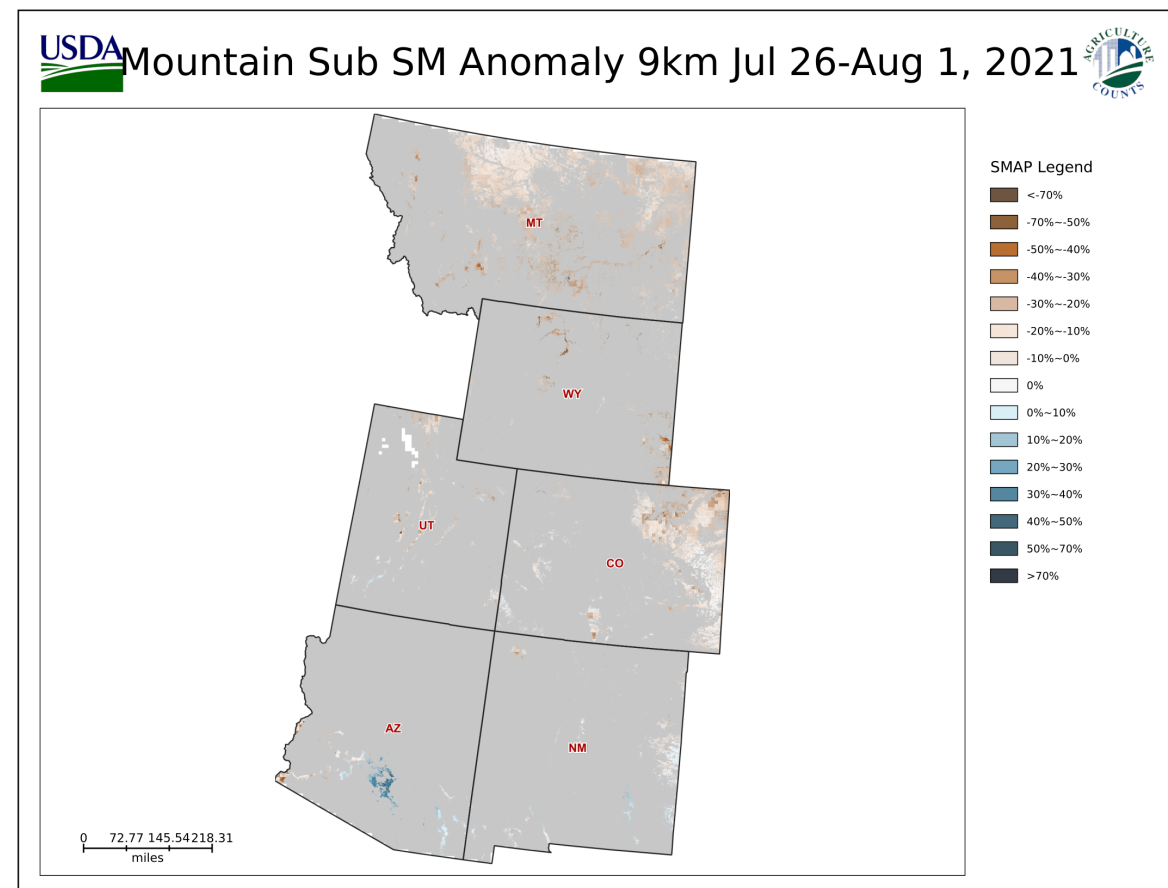 USDA
Mountain Sub SM Anomaly 9km Jul 26-Aug 1, 2021
AGRICULTURE
COUNTS
SMAP Legend
<-70%
-70%~-50%
-50%~-40%
-40%~-30%
-30%~-20%
-20%~-10%
-10%~0%
0%
0%~10%
10%~20%
20%~30%
30%~40%
40%~50%
50%~70%
>70%
MT
WY
UT
CO
AZ
NM
0 72.77 145.54 218.31
miles